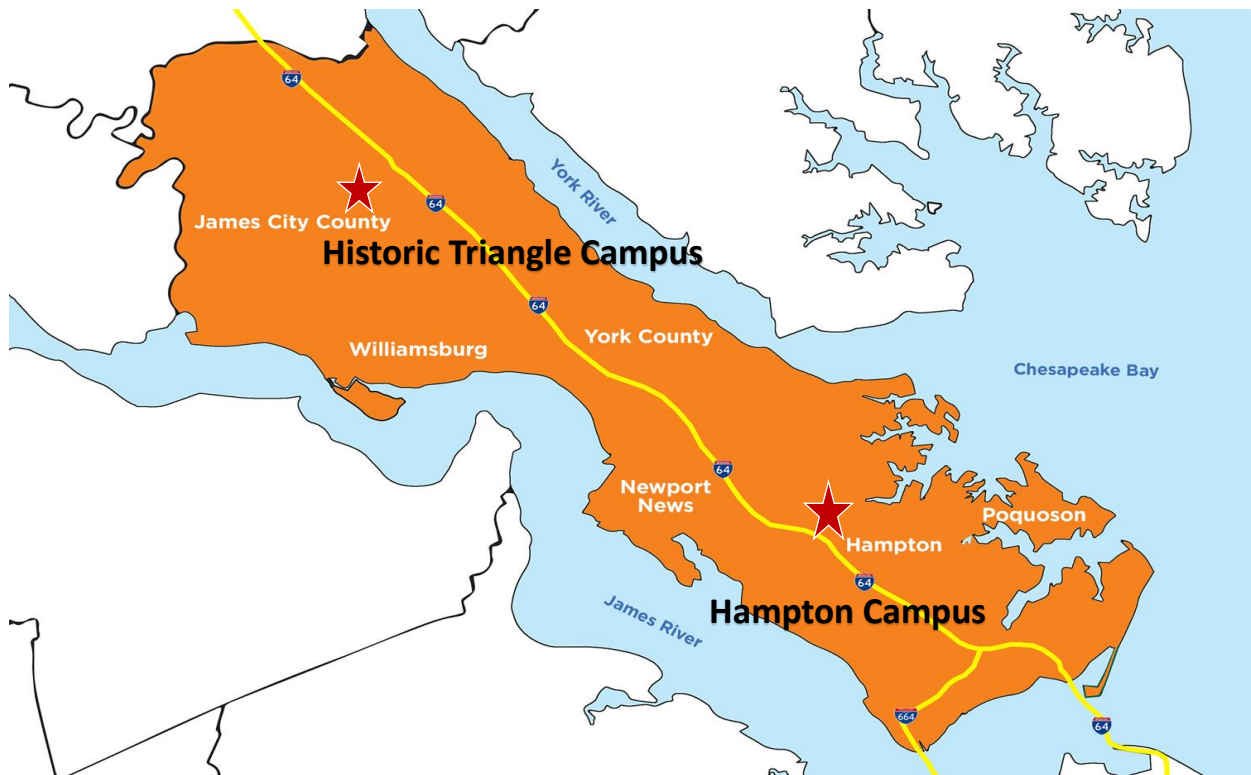 64
York River
64
James City County
Historic Triangle Campus
64
York County
Williamsburg
Chesapeake Bay
64
Newport
News
Poquoson
Hampton
64
James River
Hampton Campus
664
64